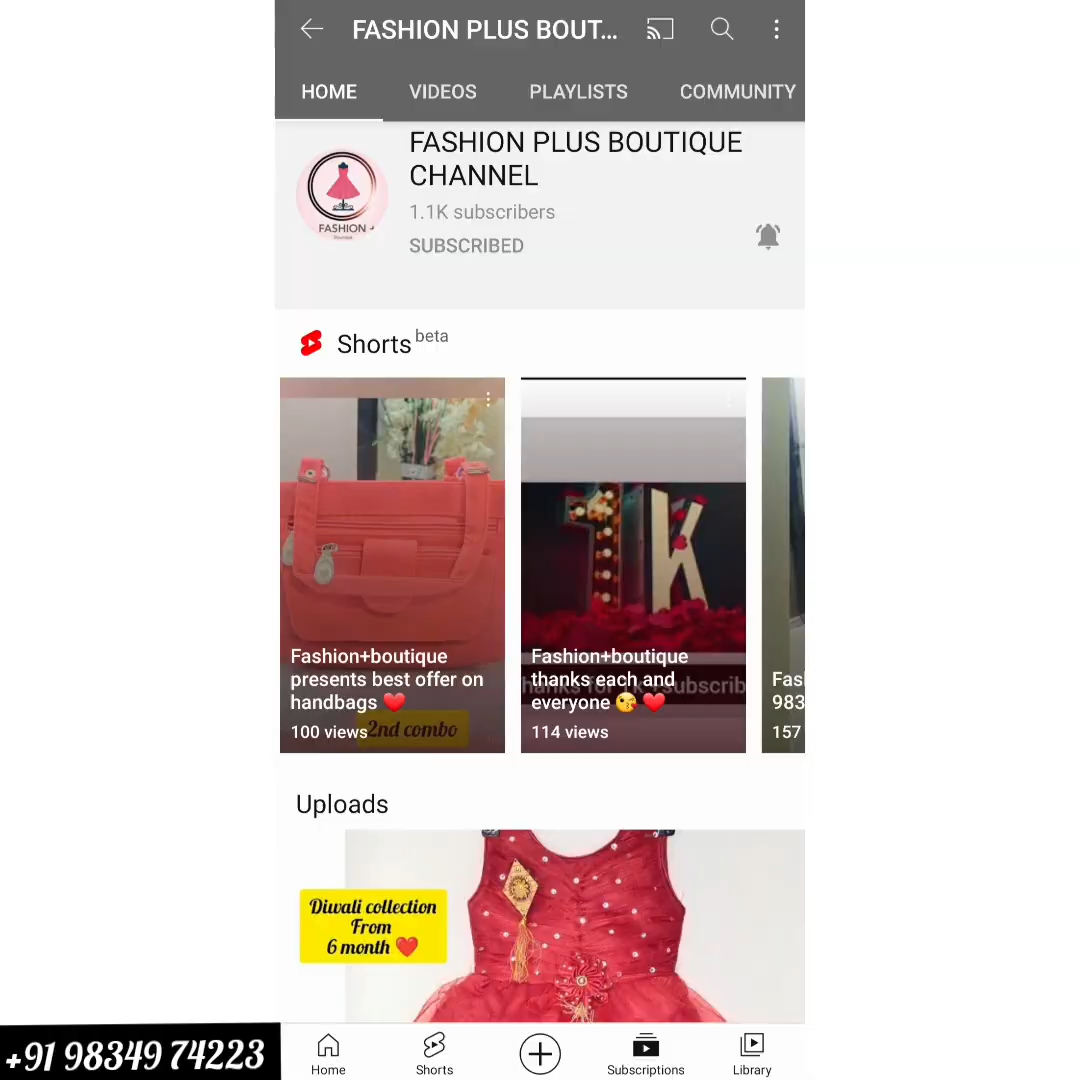 FASHION PLUS BOUT...
HOME VIDEOS PLAYLISTS COMMUNITY
FASHION PLUS BOUTIQUE
CHANNEL
FASHION +
1.1K subscribers
SUBSCRIBED
Shorts beta
Fashion+boutique
presents best offer on
handbags ❤️
100 views
2nd combo
1K
Fashion+boutique
thanks each and
everyone 😘 ❤️
114 views
Fas
983
157
Uploads
Diwali collection
From
6 month ❤️
Home Shorts Subscriptions Library
+91 98349 74223